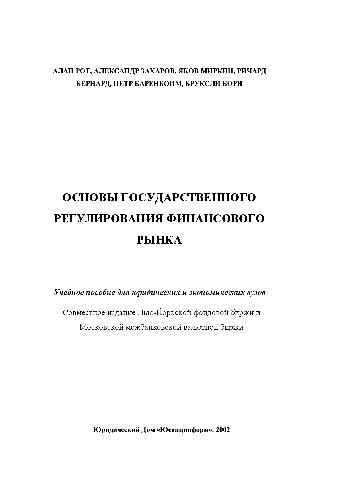 АЛАН РОТ, АЛЕКСАНДР ЗАХАРОВ, ЯКОВ МИРКИН, РИЧАРД
БЕРНАРД, ПЕТР БАРЕНБОЙМ, БРУКСЛИ БОРН
ОСНОВЫ ГОСУДАРСТВЕННОГО
РЕГУЛИРОВАНИЯ ФИНАНСОВОГО
РЫНКА
Учебное пособие для юридических и экономических вузов
Совместное издание Нью-Йоркской фондовой биржи и
Московской межбанковской валютной биржи
Юридический Дом «Юстицинформ», 2002